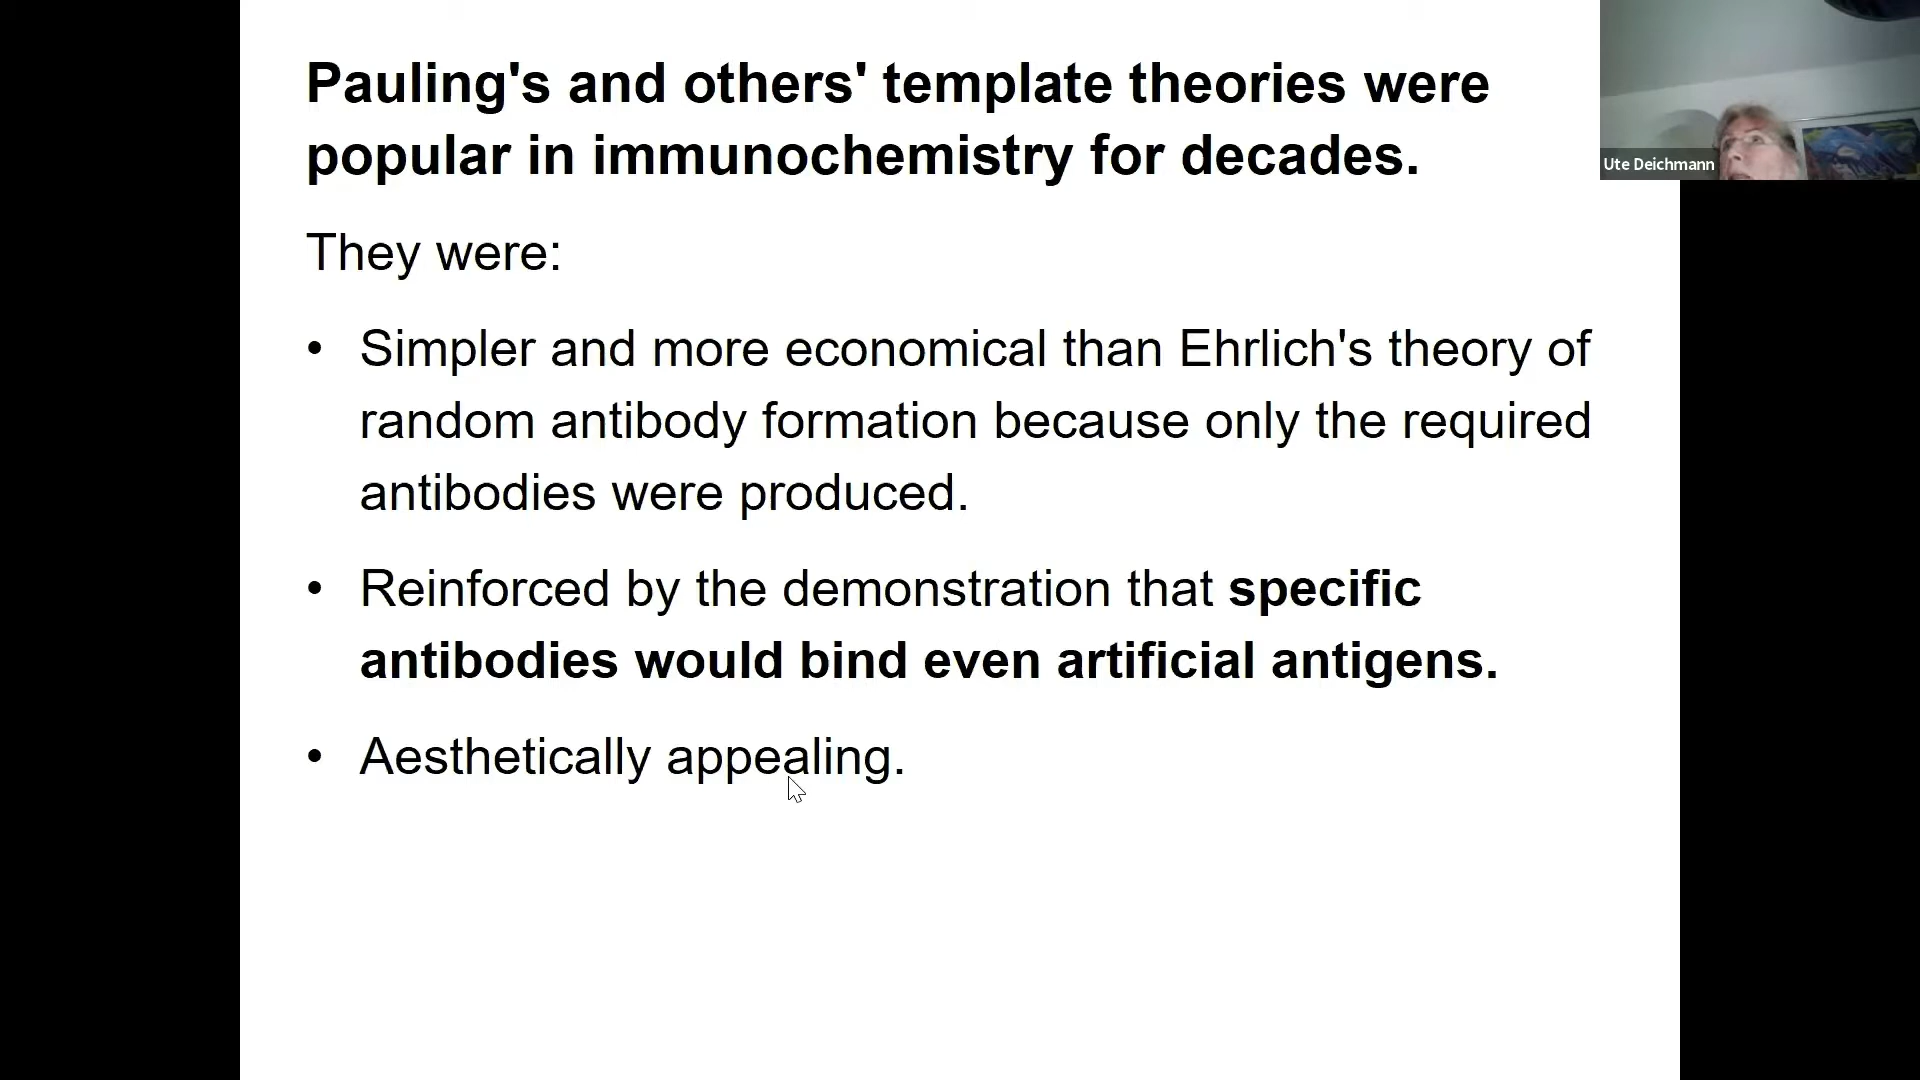 Pauling's and others' template theories were
popular in immunochemistry for decades.
They were:
• Simpler and more economical than Ehrlich's theory of
random antibody formation because only the required
antibodies were produced.
• Reinforced by the demonstration that specific
antibodies would bind even artificial antigens.
• Aesthetically appealing.
Ute Deichmann